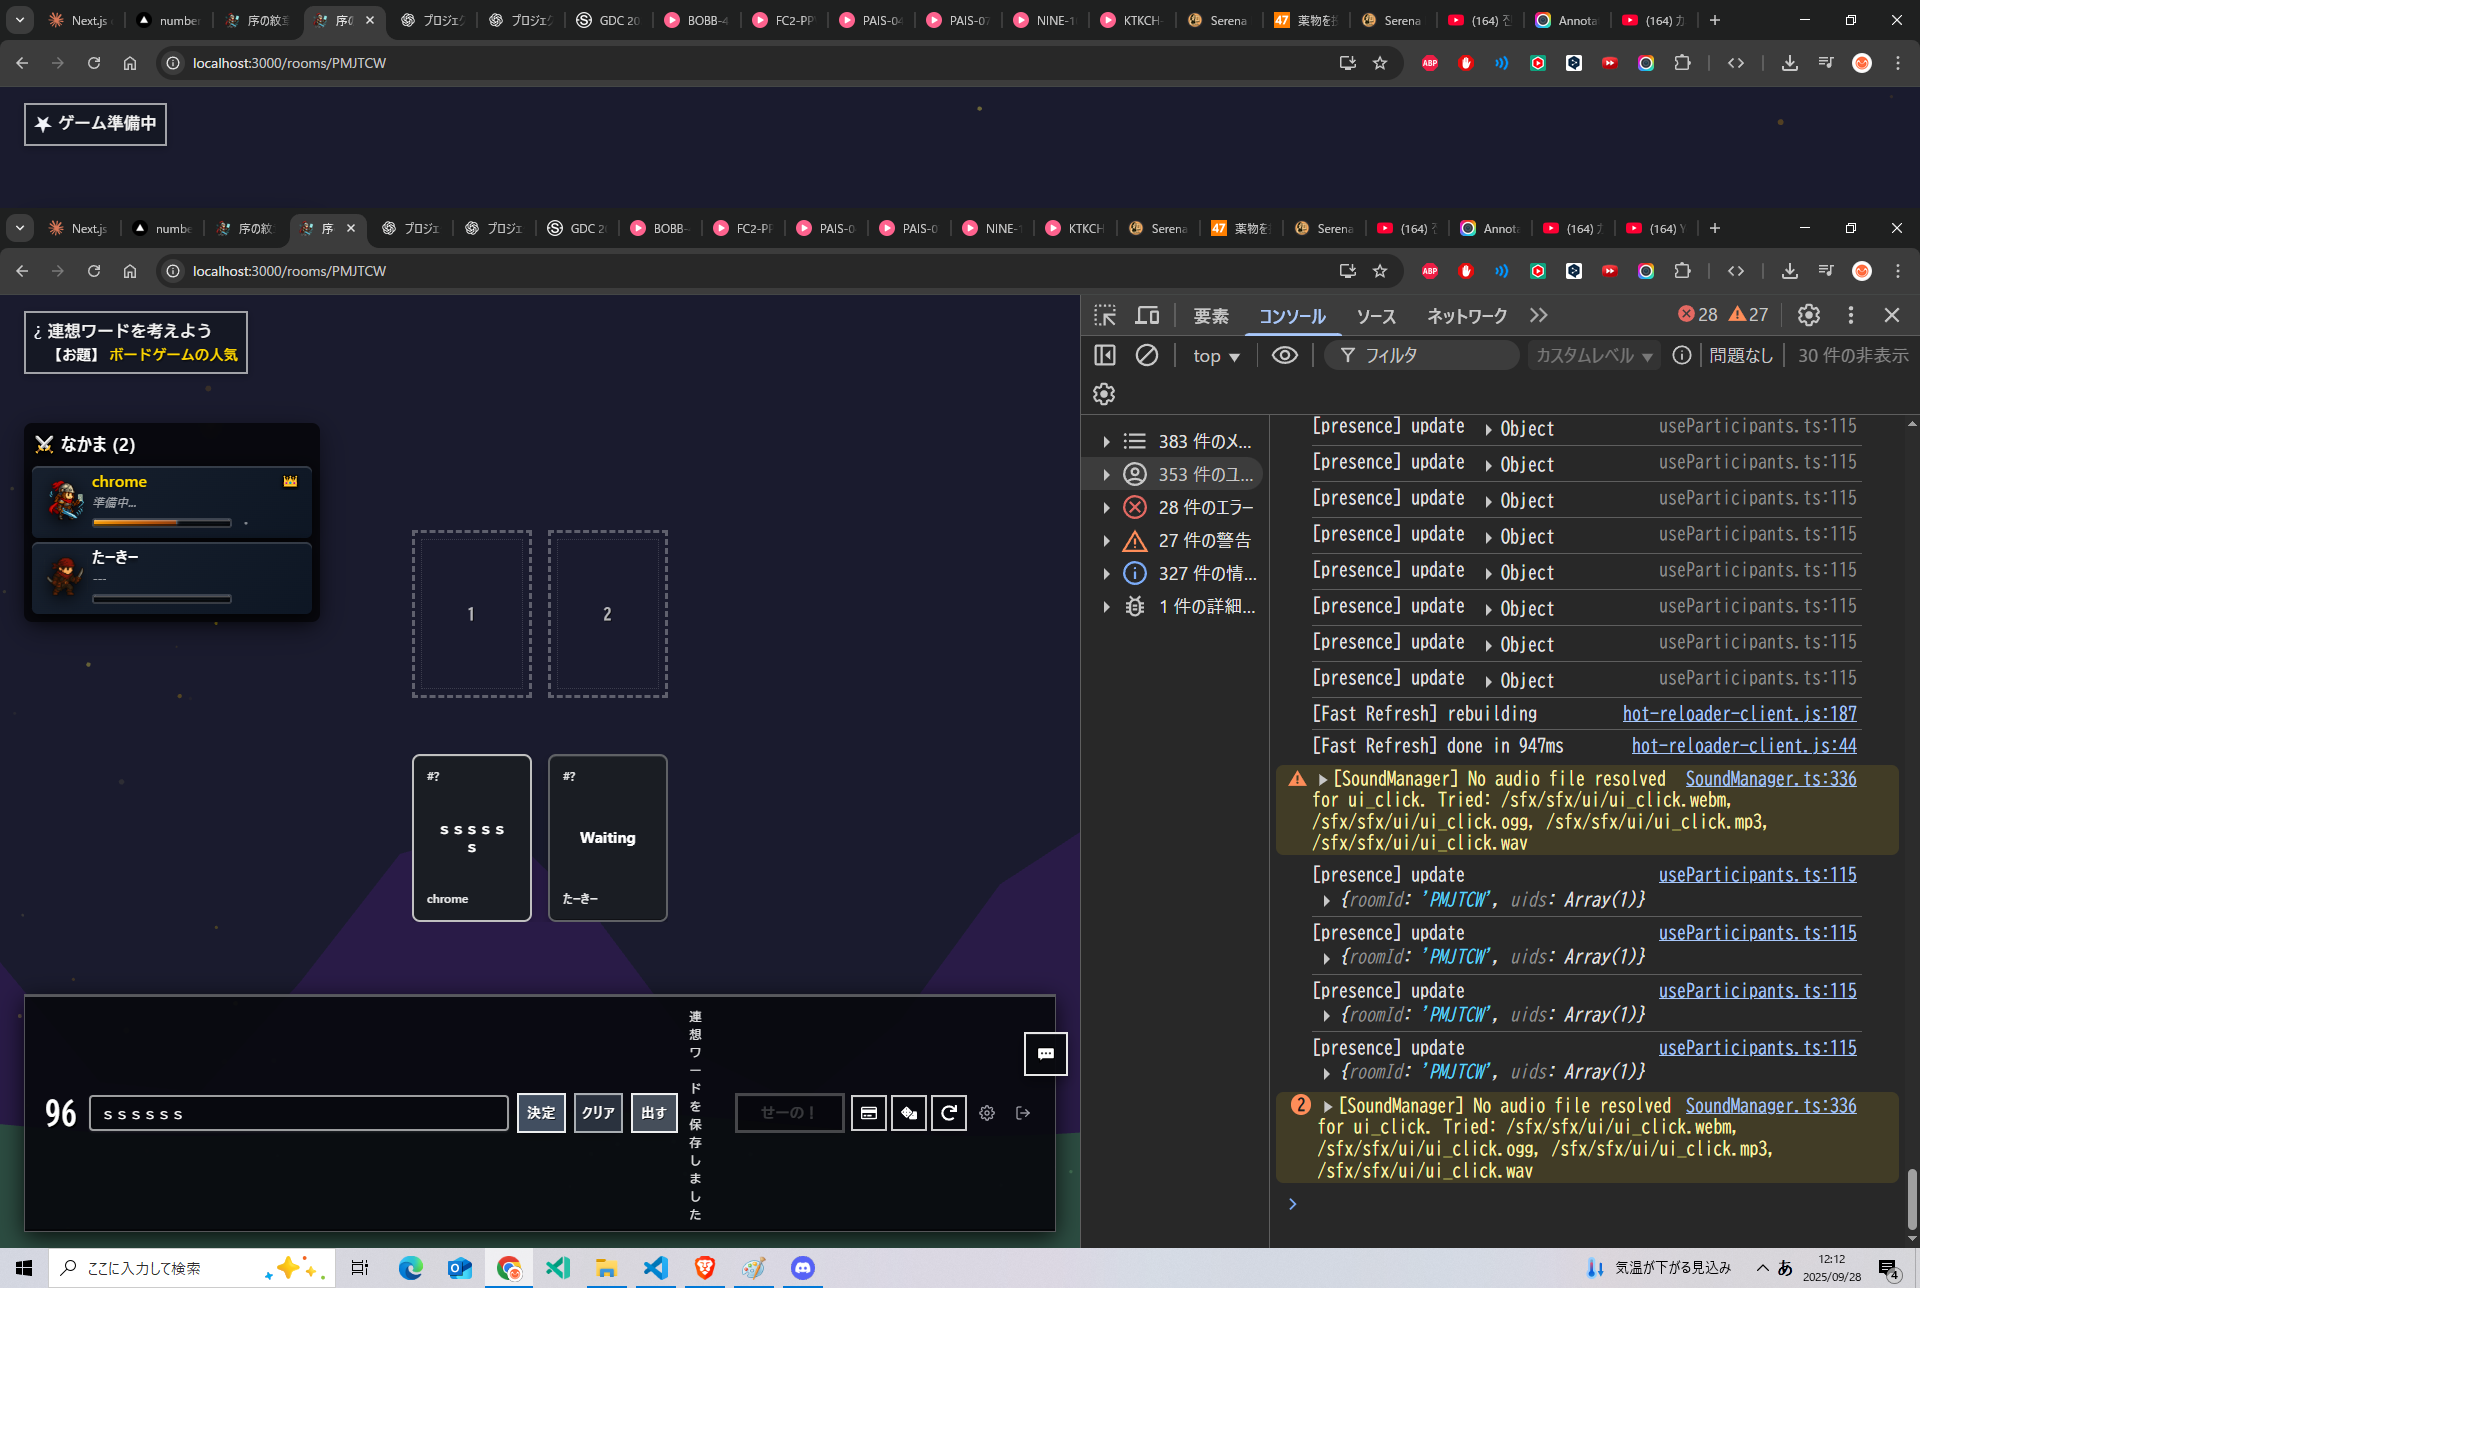 Next.js
number
序の紋章
序の
プロジェク
プロジェク
GDC 20
BOBB-4
FC2-PP
PAIS-04
PAIS-07
NINE-1
KTKCH-
Serena
47 薬物を
Serena
(164)
Annota
(164) カ
localhost:3000/rooms/PMJTCW
ABP
ゲーム準備中
Next.js
numbe
序の紋
序
プロジェ
プロジェ
GDC 2
BOBB-
FC2-PP
PAIS-0
PAIS-0
NINE-1
KTKCH
Serena
47 薬物を
Serena
(164)
Annota
(164)
(164) Y
localhost:3000/rooms/PMJTCW
ABP
¿ 連想ワードを考えよう
【お題】 ボードゲームの人気
なかま (2)
chrome
準備中...
たーきー
---
1
2
#?
s s s s s
s
chrome
#?
Waiting
たーきー
96
s s s s s s
決定
クリア
出す
連想ワードを保存しました
せーの！
要素
コンソール
ソース
ネットワーク
28
27
top
フィルタ
カスタムレベル
問題なし
30 件の非表示
383 件のメ...
353 件のユ...
28 件のエラー
27 件の警告
327 件の情...
1 件の詳細...
[presence] update Object useParticipants.ts:115
[presence] update Object useParticipants.ts:115
[presence] update Object useParticipants.ts:115
[presence] update Object useParticipants.ts:115
[presence] update Object useParticipants.ts:115
[presence] update Object useParticipants.ts:115
[presence] update Object useParticipants.ts:115
[presence] update Object useParticipants.ts:115
[Fast Refresh] rebuilding hot-reloader-client.js:187
[Fast Refresh] done in 947ms hot-reloader-client.js:44
[SoundManager] No audio file resolved SoundManager.ts:336
for ui_click. Tried: /sfx/sfx/ui/ui_click.webm,
/sfx/sfx/ui/ui_click.ogg, /sfx/sfx/ui/ui_click.mp3,
/sfx/sfx/ui/ui_click.wav
[presence] update useParticipants.ts:115
{roomId: 'PMJTCW', uids: Array(1)}
[presence] update useParticipants.ts:115
{roomId: 'PMJTCW', uids: Array(1)}
[presence] update useParticipants.ts:115
{roomId: 'PMJTCW', uids: Array(1)}
[presence] update useParticipants.ts:115
{roomId: 'PMJTCW', uids: Array(1)}
2 [SoundManager] No audio file resolved SoundManager.ts:336
for ui_click. Tried: /sfx/sfx/ui/ui_click.webm,
/sfx/sfx/ui/ui_click.ogg, /sfx/sfx/ui/ui_click.mp3,
/sfx/sfx/ui/ui_click.wav
ここに入力して検索
気温が下がる見込み
あ
12:12
2025/09/28
4